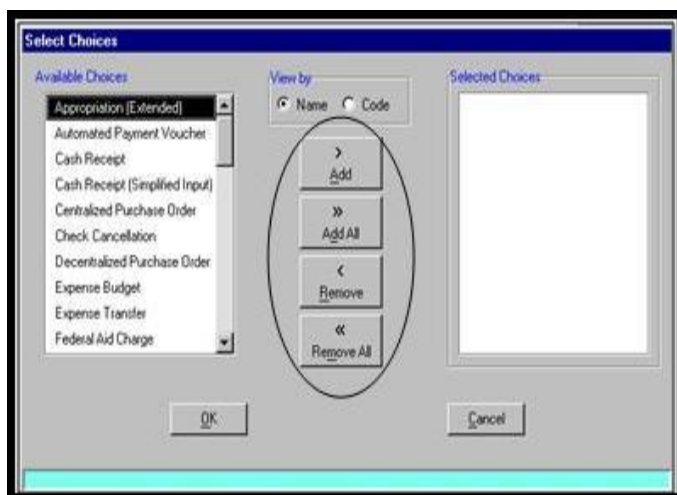 Select Choices
Available Choices
Appropriation (Extended)
Automated Payment Voucher
Cash Receipt
Cash Receipt (Simplified Input)
Centralized Purchase Order
Check Cancellation
Decentralized Purchase Order
Expense Budget
Expense Transfer
Federal Aid Charge
View by
Name Code
>
Add
»
Add All
<
Remove
«
Remove All
Selected Choices
OK
Cancel